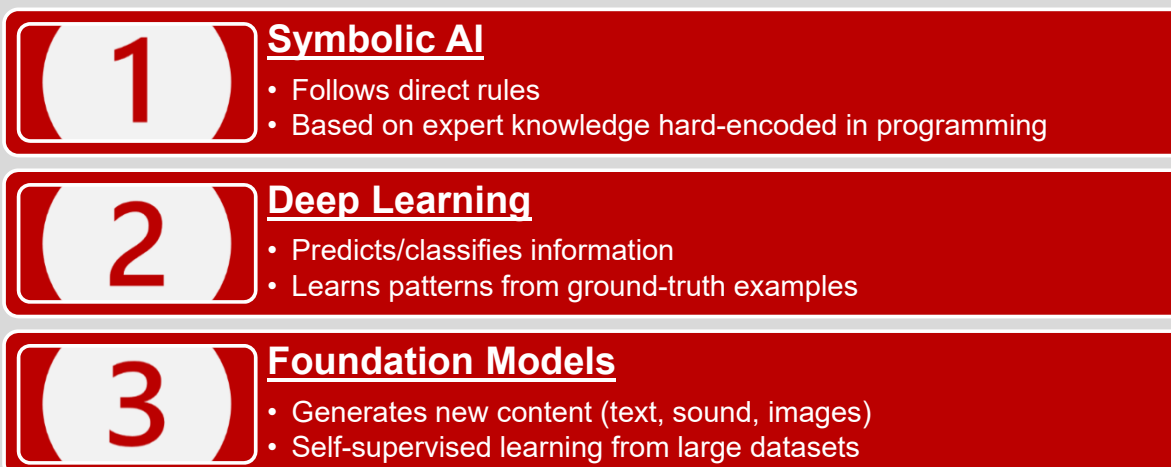 1
Symbolic AI
• Follows direct rules
• Based on expert knowledge hard-encoded in programming
2
Deep Learning
• Predicts/classifies information
• Learns patterns from ground-truth examples
3
Foundation Models
• Generates new content (text, sound, images)
• Self-supervised learning from large datasets